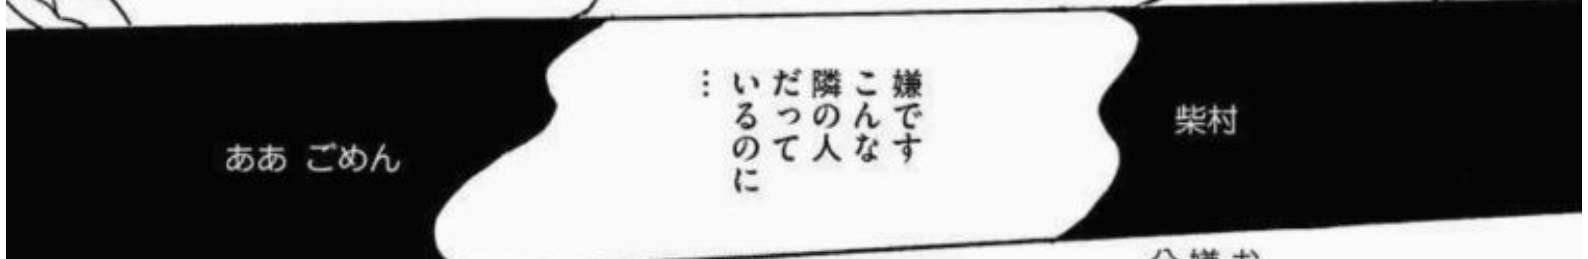 柴村
嫌です
こんな
隣の人
だって
いるのに
…
ああ ごめん